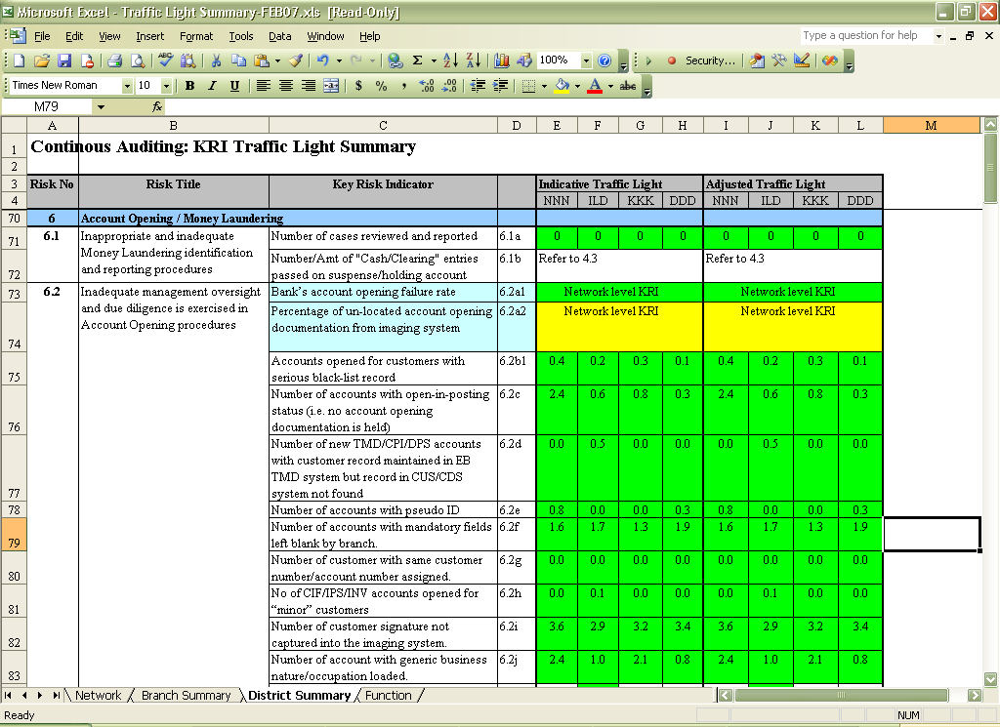 Microsoft Excel - Traffic Light Summary-FEB07.xls [Read-Only]
File Edit View Insert Format Tools Data Window Help
Type a question for help
100%
Security...
Times New Roman 10
M79 fx
A B C D E F G H I J K L M
1 Continous Auditing: KRI Traffic Light Summary
2
3 Risk No Risk Title Key Risk Indicator Indicative Traffic Light Adjusted Traffic Light
4 NNN ILD KKK DDD NNN ILD KKK DDD
70 6 Account Opening / Money Laundering
71 6.1 Inappropriate and inadequate Number of cases reviewed and reported 6.1a 0 0 0 0 0 0 0 0
Money Laundering identification
and reporting procedures
Number/Amt of "Cash/Clearing" entries 6.1b Refer to 4.3 Refer to 4.3
72 passed on suspense/holding account
73 6.2 Inadequate management oversight Bank's account opening failure rate 6.2a1 Network level KRI Network level KRI
and due diligence is exercised in
Account Opening procedures
Percentage of un-located account opening 6.2a2 Network level KRI Network level KRI
documentation from imaging system
74
Accounts opened for customers with 6.2b1 0.4 0.2 0.3 0.1 0.4 0.2 0.3 0.1
75 serious black-list record
Number of accounts with open-in-posting 6.2c 2.4 0.6 0.8 0.3 2.4 0.6 0.8 0.3
status (i.e. no account opening
76 documentation is held)
Number of new TMD/CPI/DPS accounts 6.2d 0.0 0.5 0.0 0.0 0.0 0.5 0.0 0.0
with customer record maintained in EB
TMD system but record in CUS/CDS
77 system not found
78 Number of accounts with pseudo ID 6.2e 0.8 0.0 0.0 0.3 0.8 0.0 0.0 0.3
Number of accounts with mandatory fields 6.2f 1.6 1.7 1.3 1.9 1.6 1.7 1.3 1.9
79 left blank by branch.
Number of customer with same customer 6.2g 0.0 0.0 0.0 0.0 0.0 0.0 0.0 0.0
80 number/account number assigned.
No of CIF/IPS/INV accounts opened for 6.2h 0.0 0.1 0.0 0.0 0.0 0.1 0.0 0.0
81 “minor” customers
Number of customer signature not 6.2i 3.6 2.9 3.2 3.4 3.6 2.9 3.2 3.4
82 captured into the imaging system.
Number of account with generic business 6.2j 2.4 1.0 2.1 0.8 2.4 1.0 2.1 0.8
83 nature/occupation loaded.
Network Branch Summary District Summary Function
Ready NUM